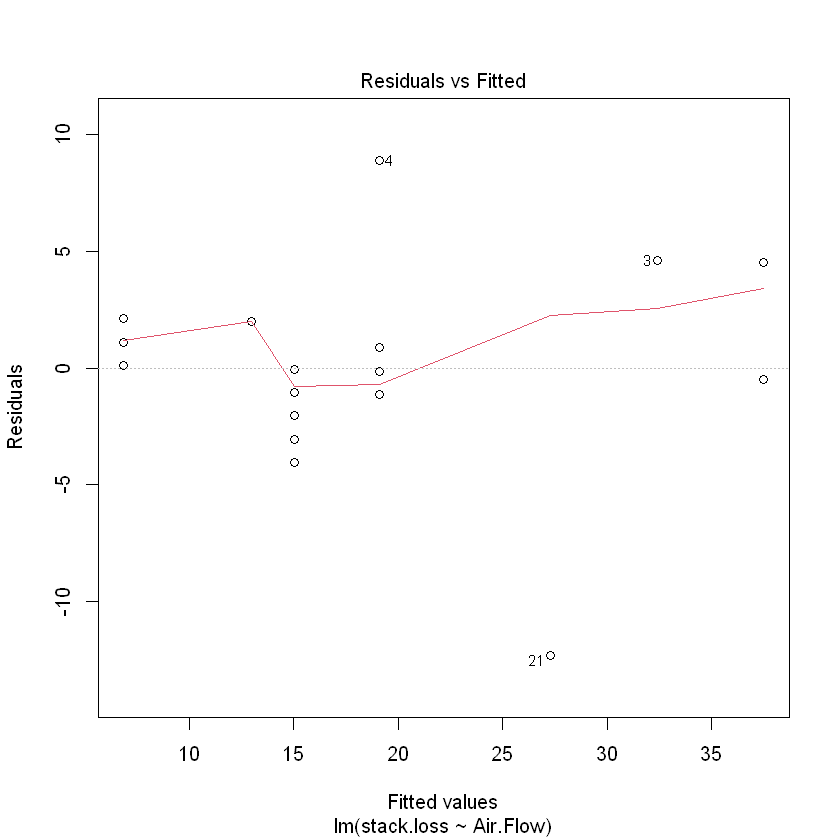 Residuals vs Fitted
10
5
0
-5
-10
Residuals
4
3
21
10 15 20 25 30 35
Fitted values
lm(stack.loss ~ Air.Flow)